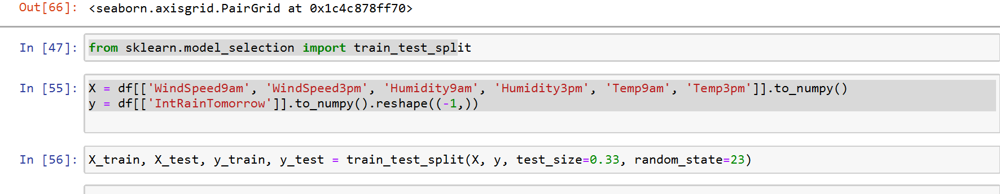 Out[66]: <seaborn.axisgrid.PairGrid at 0x1c4c878ff70>
In [47]: from sklearn.model_selection import train_test_split
In [55]: X = df[['WindSpeed9am', 'WindSpeed3pm', 'Humidity9am', 'Humidity3pm', 'Temp9am', 'Temp3pm']].to_numpy()
y = df[['IntRainTomorrow']].to_numpy().reshape((-1,))
In [56]: X_train, X_test, y_train, y_test = train_test_split(X, y, test_size=0.33, random_state=23)